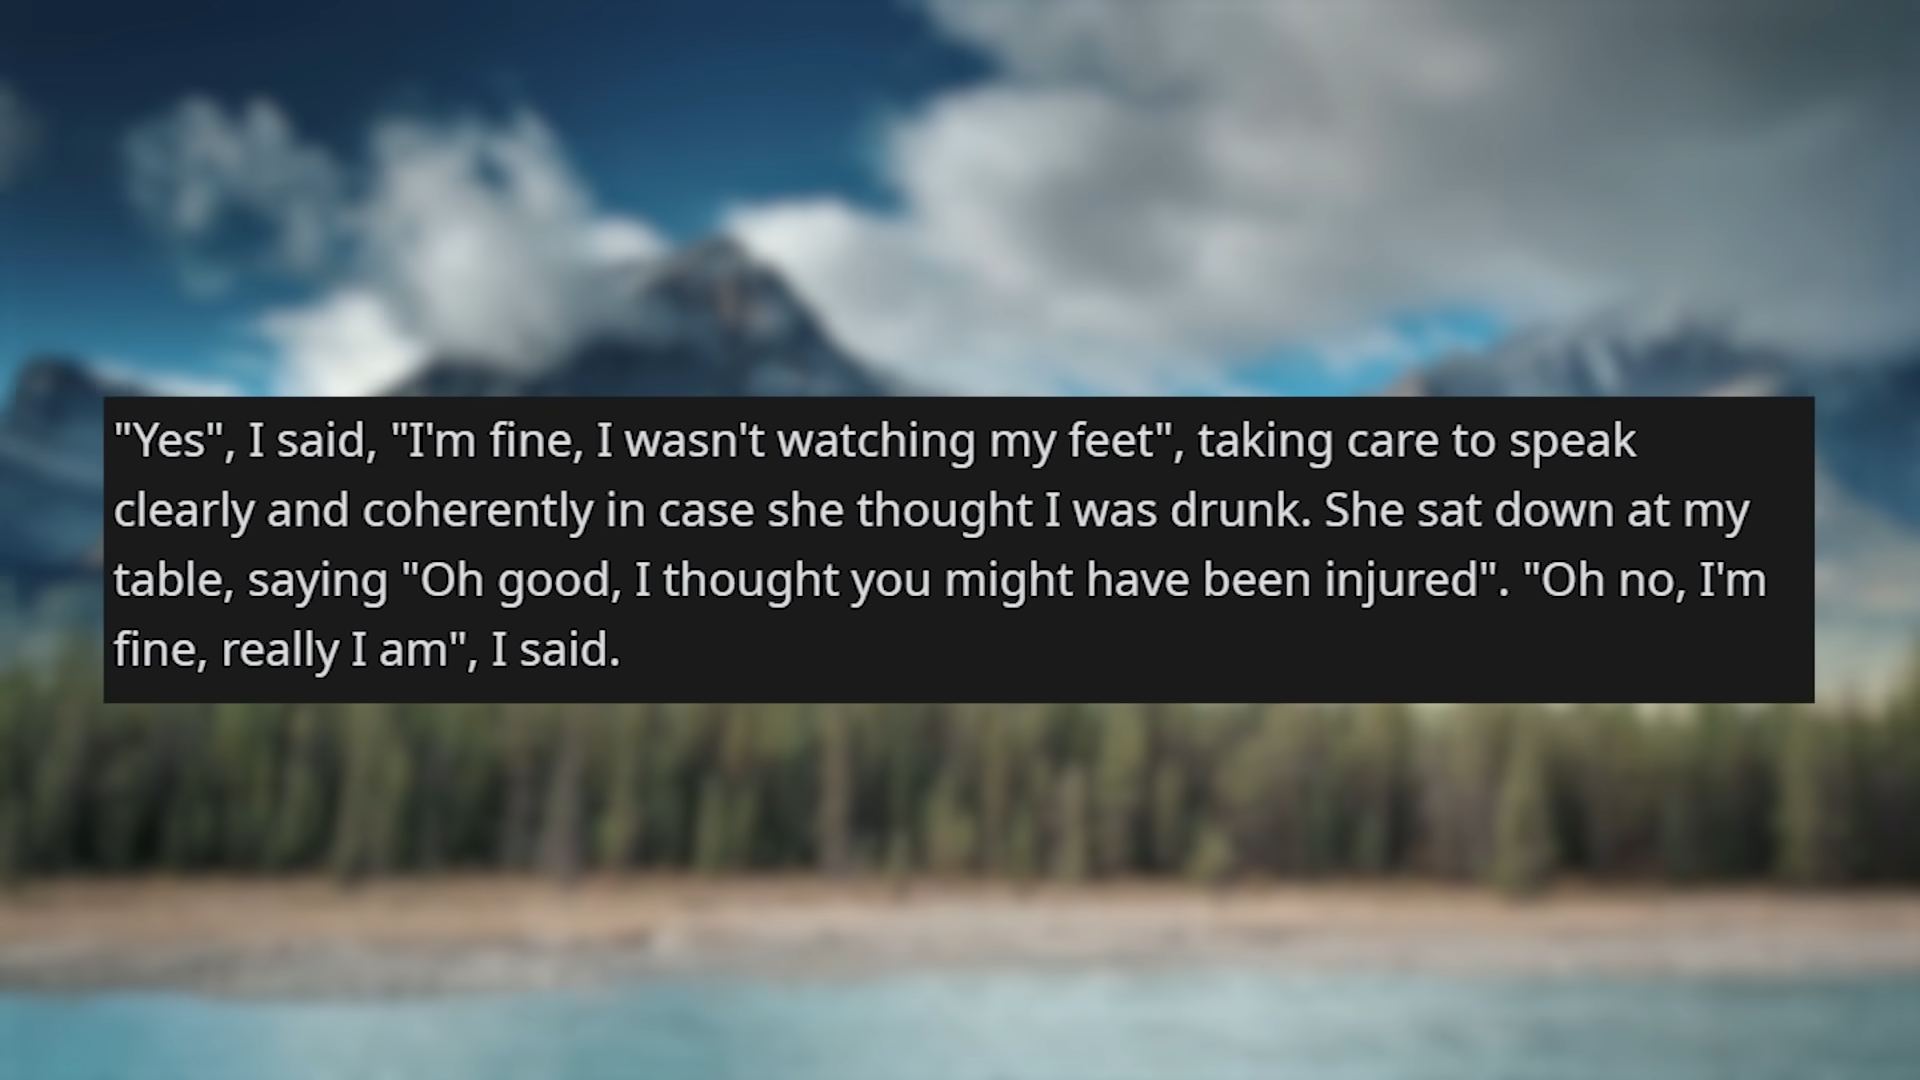 "Yes", I said, "I'm fine, I wasn't watching my feet", taking care to speak
clearly and coherently in case she thought I was drunk. She sat down at my
table, saying "Oh good, I thought you might have been injured". "Oh no, I'm
fine, really I am", I said.